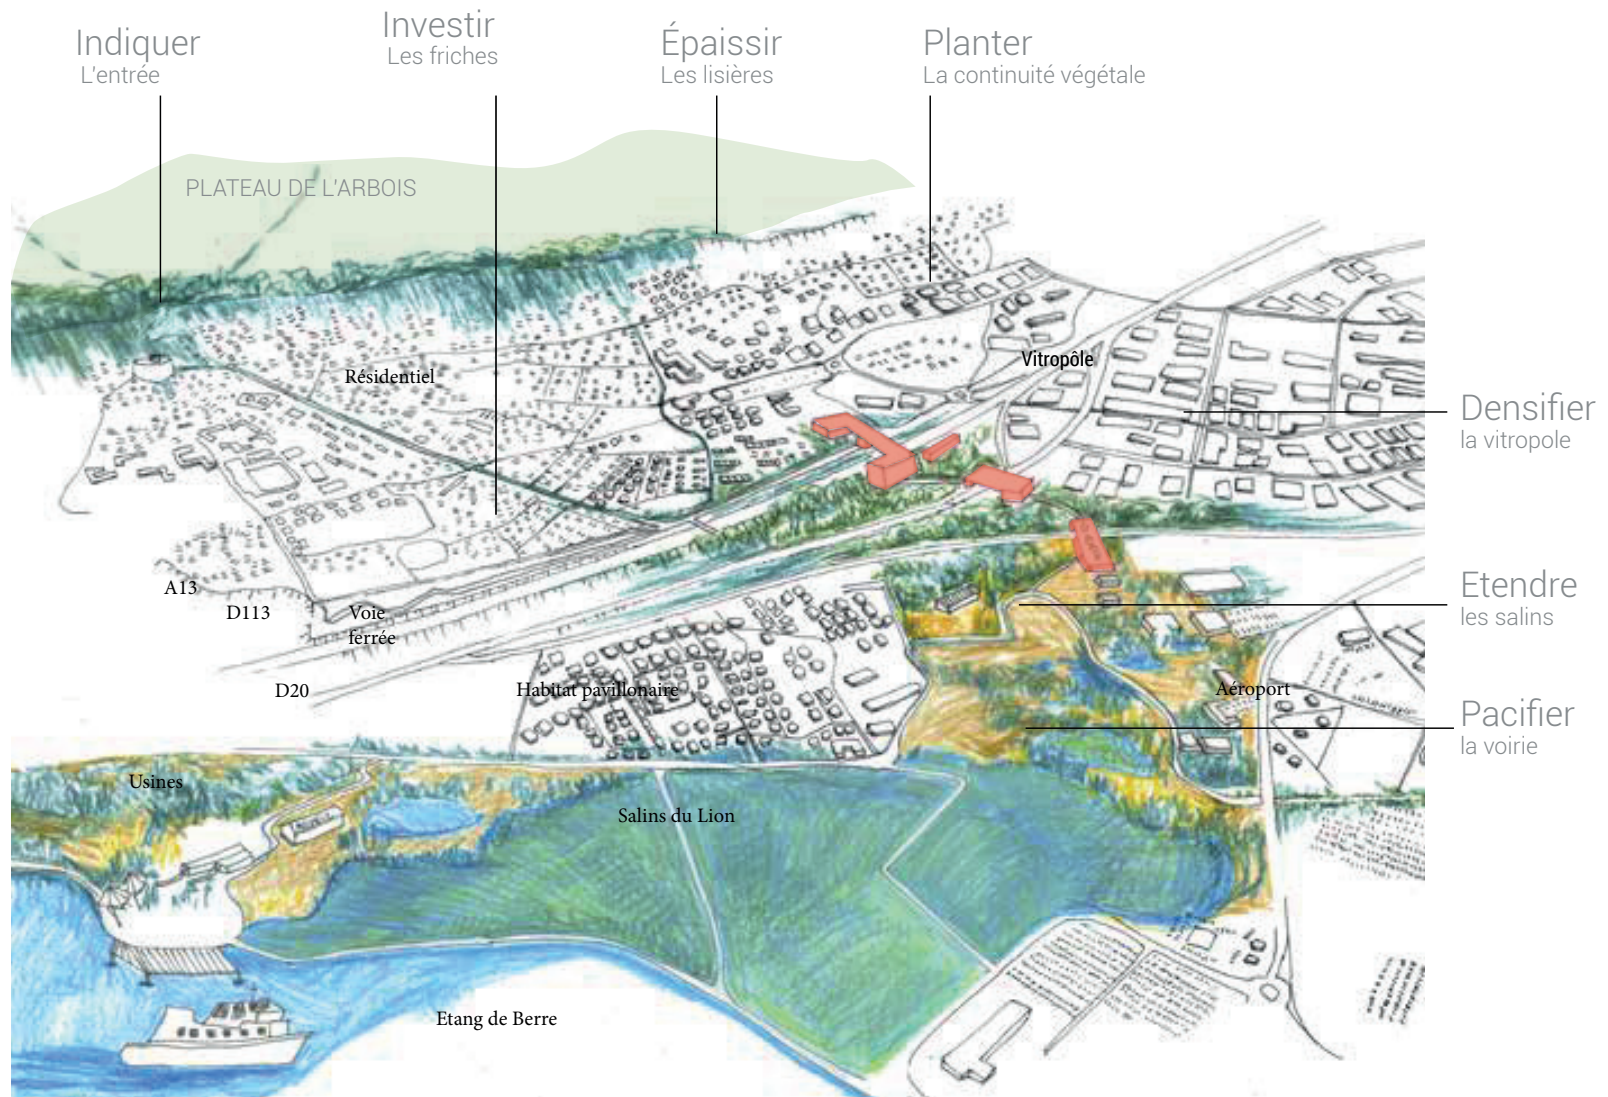 Indiquer
L'entrée
Investir
Les friches
Épaissir
Les lisières
Planter
La continuité végétale
PLATEAU DE L'ARBOIS
Vitropôle
Résidentiel
Densifier
la vitropole
A13
D113
Voie
ferrée
Etendre
les salins
D20
Habitat pavillonaire
Aéroport
Pacifier
la voirie
Usines
Salins du Lion
Etang de Berre